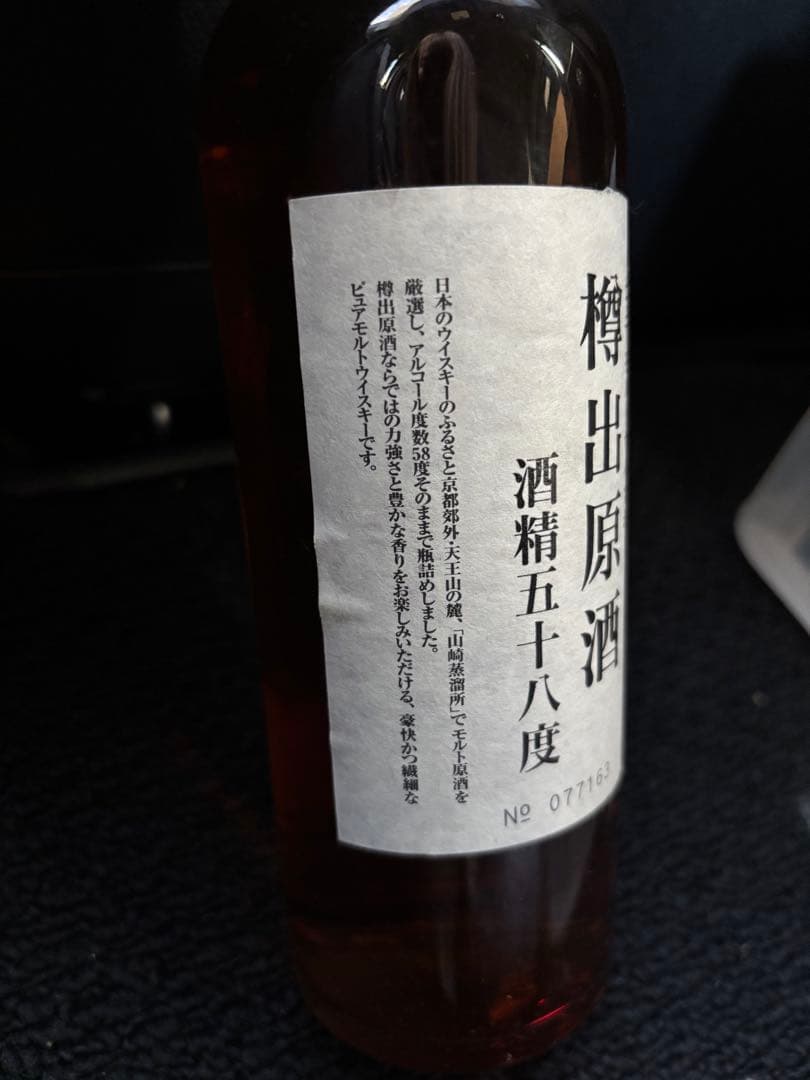 樽出原酒
酒精五十八度
№ 077163
日本のウイスキーのふるさと京都郊外・天王山の麓、「山崎蒸溜所」でモルト原酒を
厳選し、アルコール度数58度そのままで瓶詰めしました。
樽出原酒ならではの力強さと豊かな香りをお楽しみいただける、豪快かつ繊細な
ピュアモルトウイスキーです。